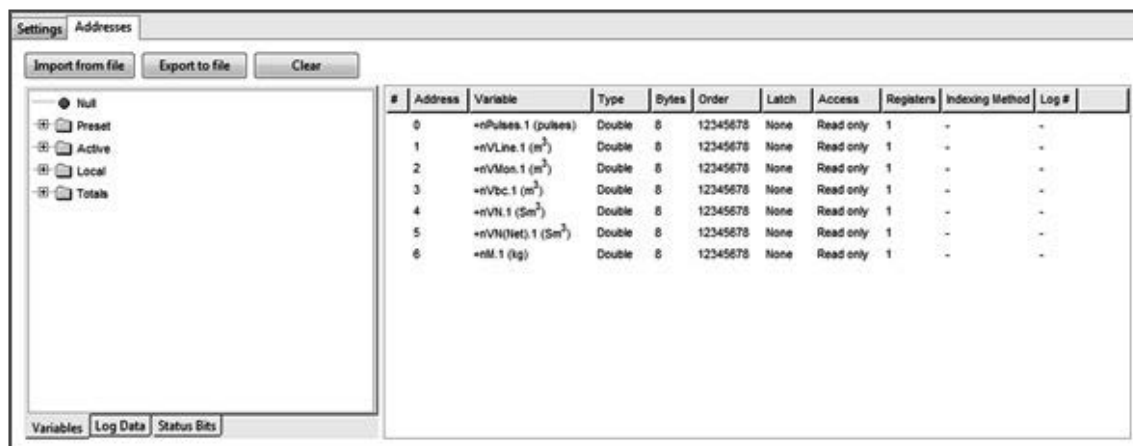 Settings Addresses
Import from file Export to file Clear
Null
Preset
Active
Local
Totals
Variables Log Data Status Bits
# Address Variable Type Bytes Order Latch Access Registers Indexing Method Log #
0 +nPulses.1 (pulses) Double 8 12345678 None Read only 1 - -
1 +nVLine.1 (m³) Double 8 12345678 None Read only 1 - -
2 +nVMon.1 (m³) Double 8 12345678 None Read only 1 - -
3 +nVbc.1 (m³) Double 8 12345678 None Read only 1 - -
4 +nVN.1 (Sm³) Double 8 12345678 None Read only 1 - -
5 +nVN(Net).1 (Sm³) Double 8 12345678 None Read only 1 - -
6 +nM.1 (kg) Double 8 12345678 None Read only 1 - -